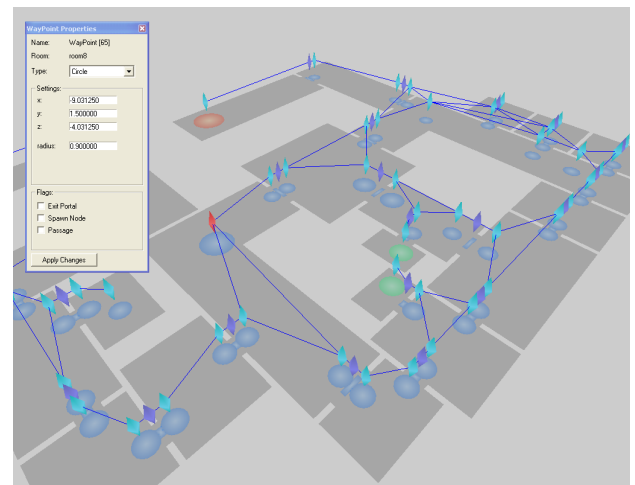 WayPoint Properties
Name: WayPoint [65]
Room: room8
Type: Circle
Settings:
x: -9.031250
y: 1.500000
z: -4.031250
radius: 0.900000
Flags:
Exit Portal
Spawn Node
Passage
Apply Changes